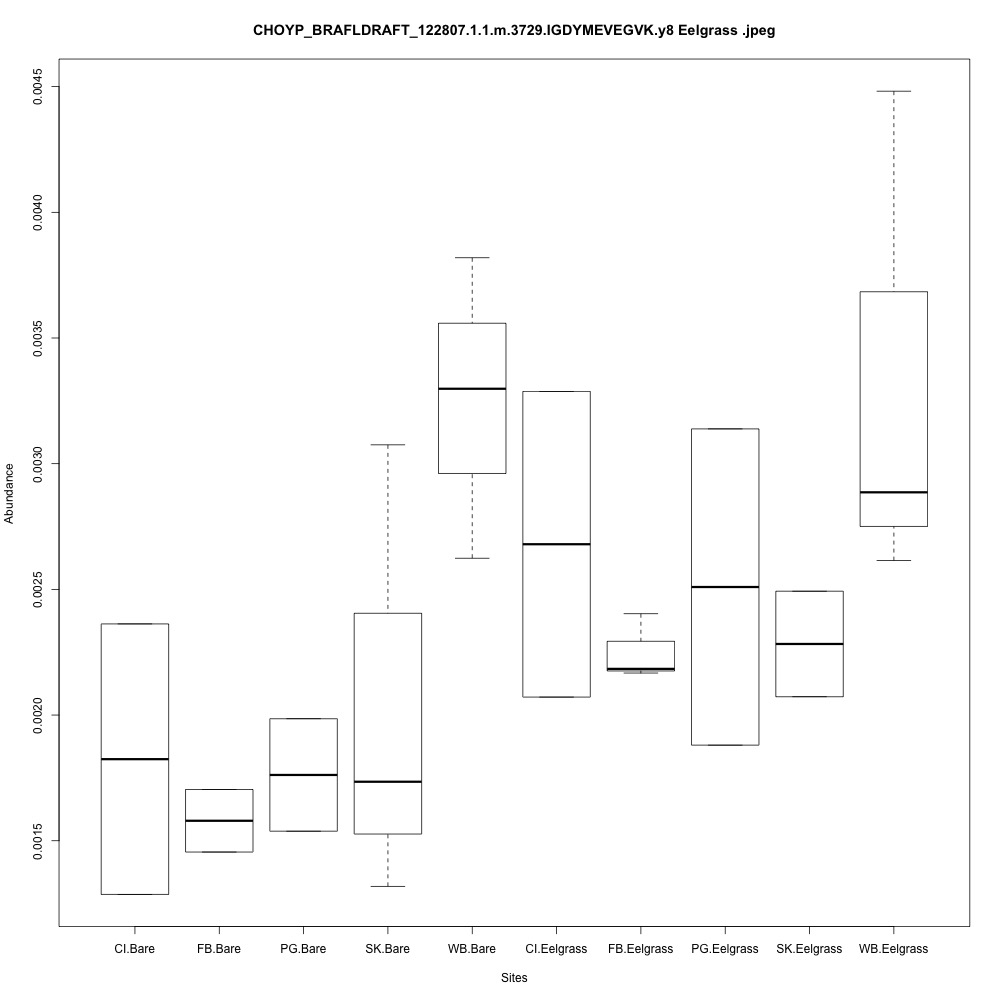 CHOYP_BRAFLDRAFT_122807.1.1.m.3729.IGDYMEVEGVK.y8 Eelgrass .jpeg
0.0045
0.0040
0.0035
0.0030
0.0025
0.0020
0.0015
Abundance
CI.Bare FB.Bare PG.Bare SK.Bare WB.Bare CI.Eelgrass FB.Eelgrass PG.Eelgrass SK.Eelgrass WB.Eelgrass
Sites